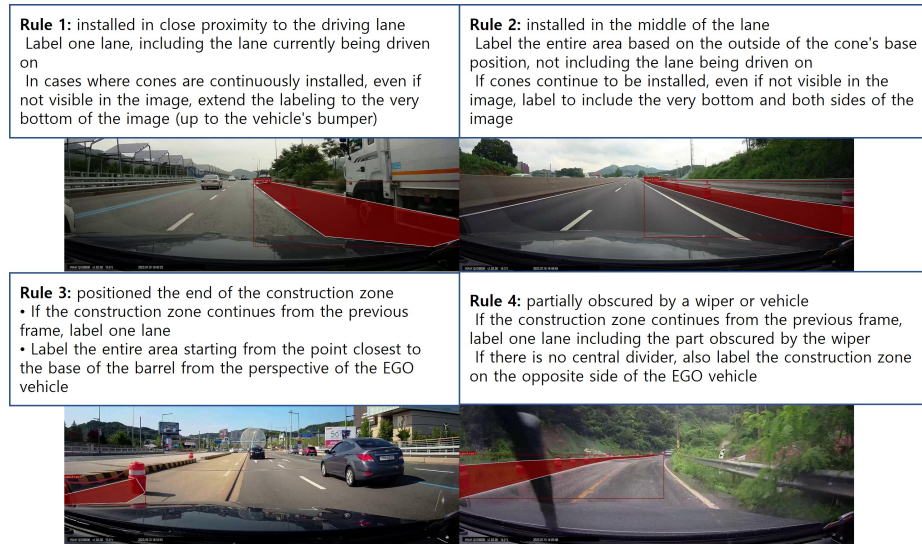 Rule 1: installed in close proximity to the driving lane
Label one lane, including the lane currently being driven
on
In cases where cones are continuously installed, even if
not visible in the image, extend the labeling to the very
bottom of the image (up to the vehicle's bumper)
Rule 2: installed in the middle of the lane
Label the entire area based on the outside of the cone's base
position, not including the lane being driven on
If cones continue to be installed, even if not visible in the
image, label to include the very bottom and both sides of the
image
Rule 3: positioned the end of the construction zone
• If the construction zone continues from the previous
frame, label one lane
• Label the entire area starting from the point closest to
the base of the barrel from the perspective of the EGO
vehicle
Rule 4: partially obscured by a wiper or vehicle
If the construction zone continues from the previous frame,
label one lane including the part obscured by the wiper
If there is no central divider, also label the construction zone
on the opposite side of the EGO vehicle